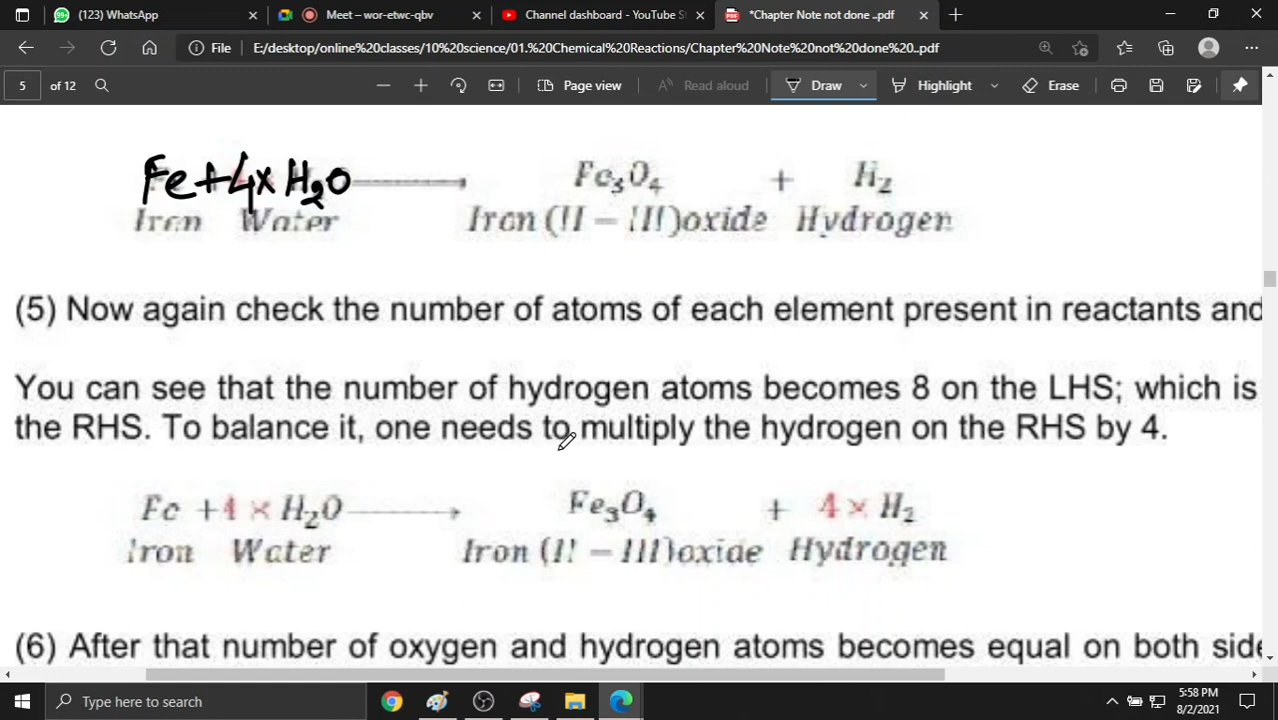 (123) WhatsApp
Meet – wor-etwc-qbv
Channel dashboard - YouTube S
*Chapter Note not done ..pdf
File
E:/desktop/online%20classes/10%20science/01.%20Chemical%20Reactions/Chapter%20Note%20not%20done%20..pdf
5 of 12
Page view
Read aloud
Draw
Highlight
Erase
Fe+4×H₂O Fe₃O₄ + H₂
Iron Water Iron (II – III)oxide Hydrogen
(5) Now again check the number of atoms of each element present in reactants and
You can see that the number of hydrogen atoms becomes 8 on the LHS; which is
the RHS. To balance it, one needs to multiply the hydrogen on the RHS by 4.
Fe +4 × H₂O Fe₃O₄ + 4 × H₂
Iron Water Iron (II – III)oxide Hydrogen
(6) After that number of oxygen and hydrogen atoms becomes equal on both side
Type here to search
5:58 PM
8/2/2021